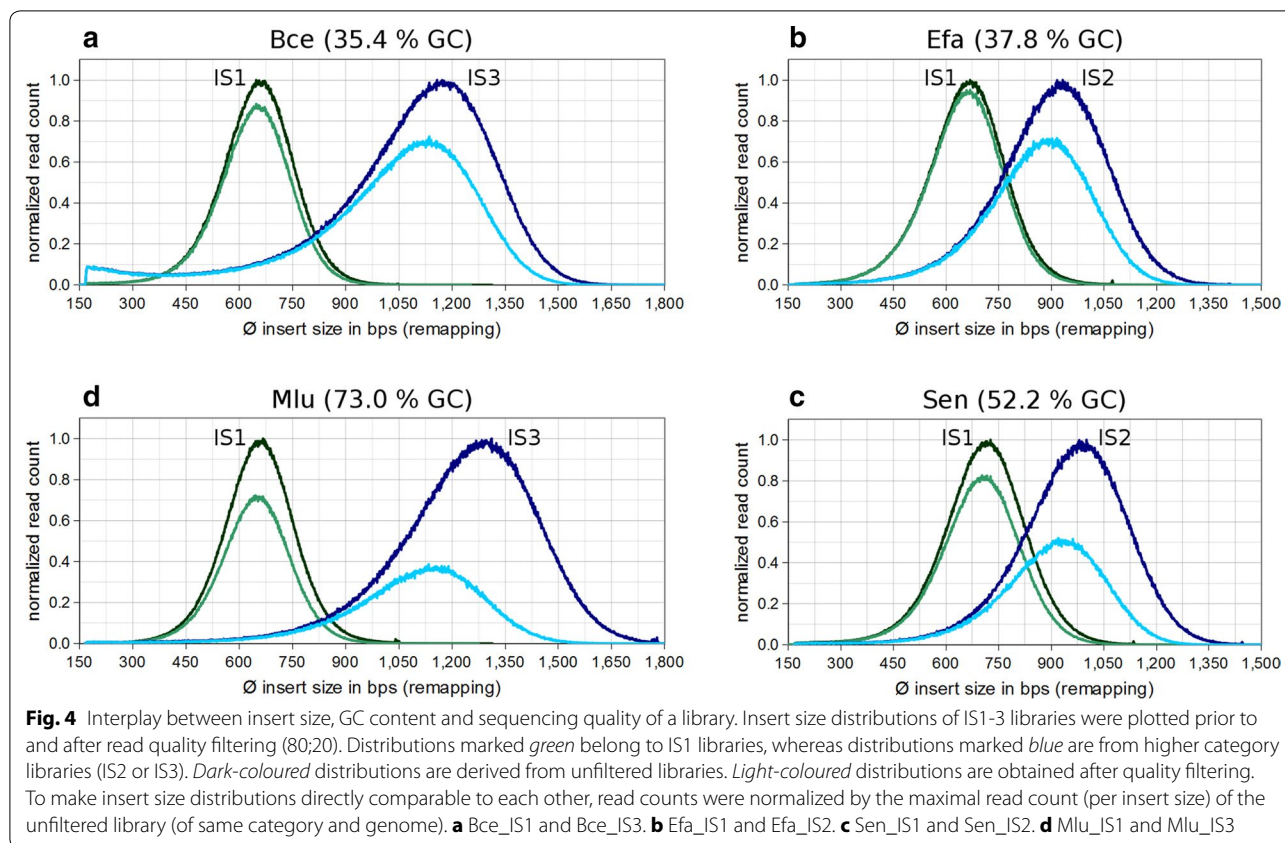 a
Bce (35.4 % GC)
IS1
IS3
normalized read count
1.0
0.8
0.6
0.4
0.2
0.0
150 300 450 600 750 900 1,050 1,200 1,350 1,500 1,650 1,800
Ø insert size in bps (remapping)
b
Efa (37.8 % GC)
IS1
IS2
normalized read count
1.0
0.8
0.6
0.4
0.2
0.0
150 300 450 600 750 900 1,050 1,200 1,350 1,500
Ø insert size in bps (remapping)
d
Mlu (73.0 % GC)
IS1
IS3
normalized read count
1.0
0.8
0.6
0.4
0.2
0.0
150 300 450 600 750 900 1,050 1,200 1,350 1,500 1,650 1,800
Ø insert size in bps (remapping)
c
Sen (52.2 % GC)
IS1
IS2
normalized read count
1.0
0.8
0.6
0.4
0.2
0.0
150 300 450 600 750 900 1,050 1,200 1,350 1,500
Ø insert size in bps (remapping)
Fig. 4 Interplay between insert size, GC content and sequencing quality of a library. Insert size distributions of IS1-3 libraries were plotted prior to
and after read quality filtering (80;20). Distributions marked green belong to IS1 libraries, whereas distributions marked blue are from higher category
libraries (IS2 or IS3). Dark-coloured distributions are derived from unfiltered libraries. Light-coloured distributions are obtained after quality filtering.
To make insert size distributions directly comparable to each other, read counts were normalized by the maximal read count (per insert size) of the
unfiltered library (of same category and genome). a Bce_IS1 and Bce_IS3. b Efa_IS1 and Efa_IS2. c Sen_IS1 and Sen_IS2. d Mlu_IS1 and Mlu_IS3